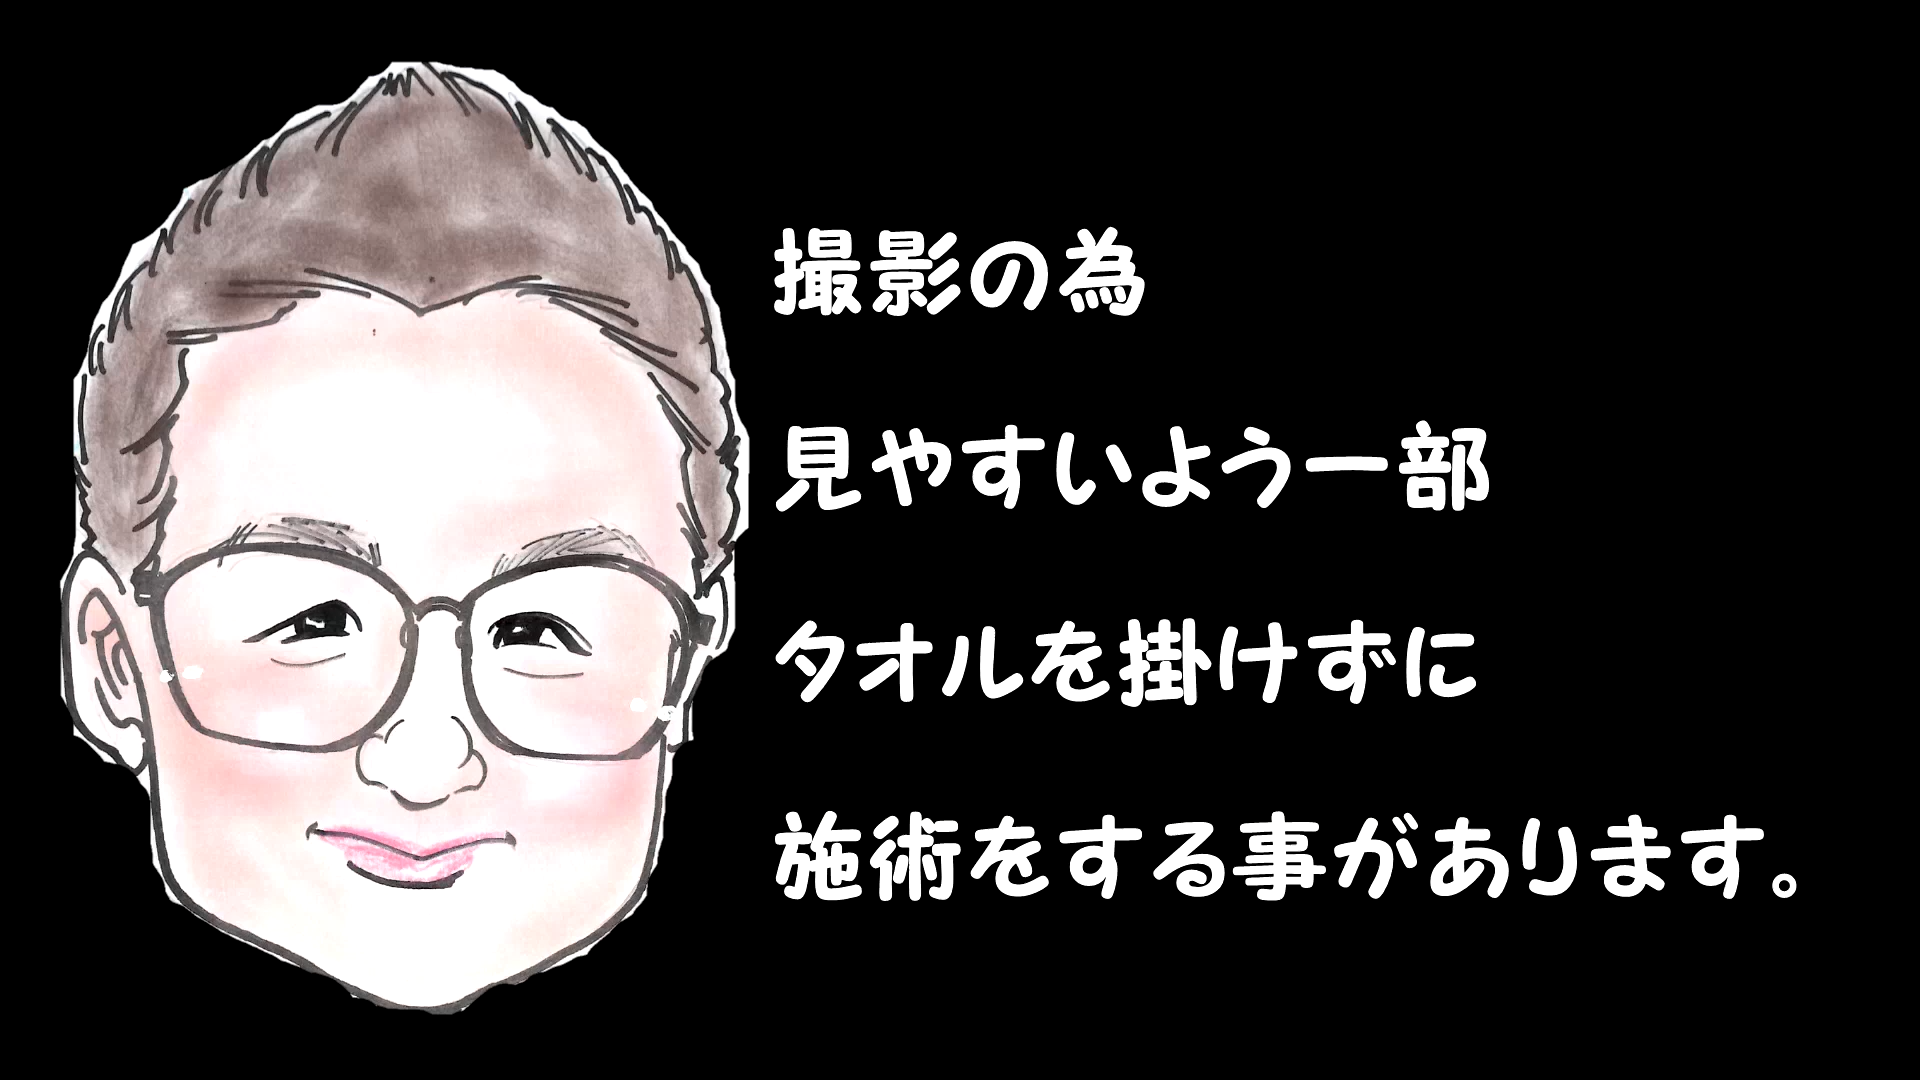 撮影の為
見やすいよう一部
タオルを掛けずに
施術をする事があります。